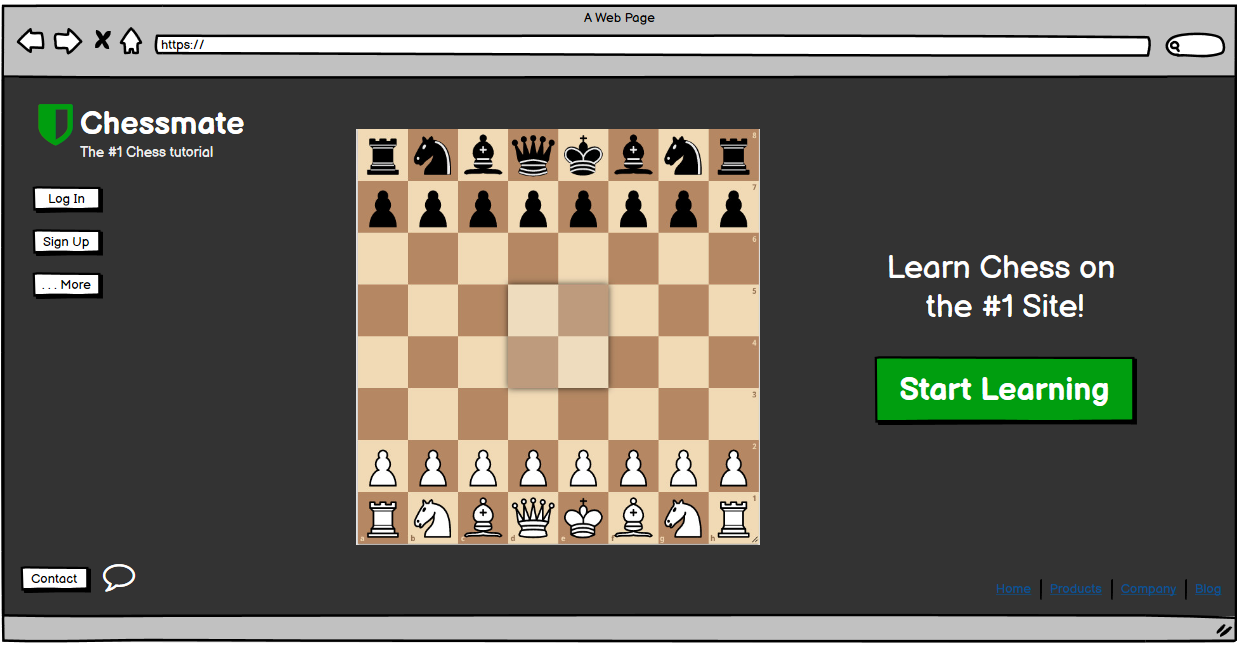 A Web Page
https://
Chessmate
The #1 Chess tutorial
Log In
Sign Up
. . . More
8
7
6
5
4
3
2
1
a b c d e f g h
Learn Chess on
the #1 Site!
Start Learning
Contact
Home | Products | Company | Blog